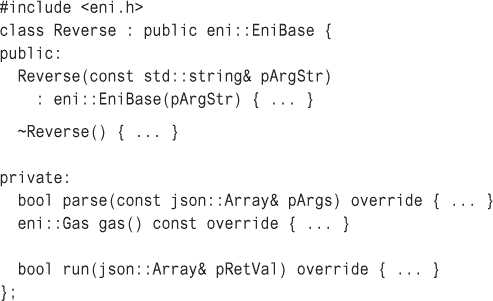 #include <eni.h>
class Reverse : public eni::EniBase {
public:
  Reverse(const std::string& pArgStr)
    : eni::EniBase(pArgStr) { ... }
  ~Reverse() { ... }
private:
  bool parse(const json::Array& pArgs) override { ... }
  eni::Gas gas() const override { ... }
  bool run(json::Array& pRetVal) override { ... }
};